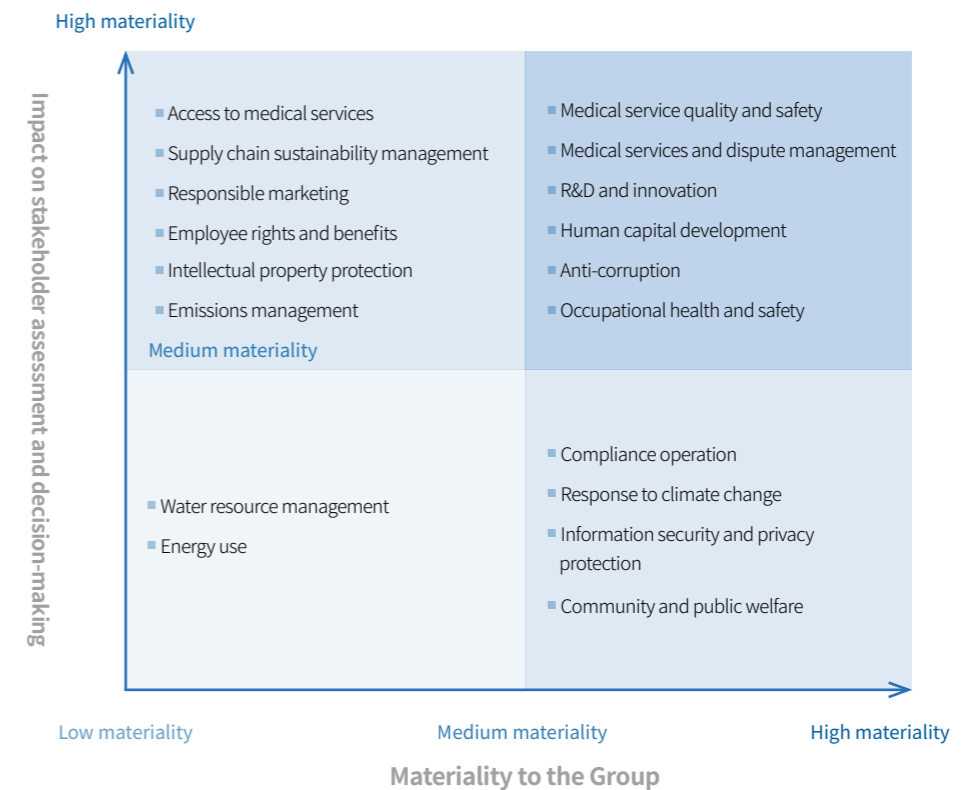 High materiality
Impact on stakeholder assessment and decision-making
Access to medical services
Supply chain sustainability management
Responsible marketing
Employee rights and benefits
Intellectual property protection
Emissions management
Medium materiality
Medical service quality and safety
Medical services and dispute management
R&D and innovation
Human capital development
Anti-corruption
Occupational health and safety
Water resource management
Energy use
Compliance operation
Response to climate change
Information security and privacy
protection
Community and public welfare
Low materiality
Medium materiality
High materiality
Materiality to the Group